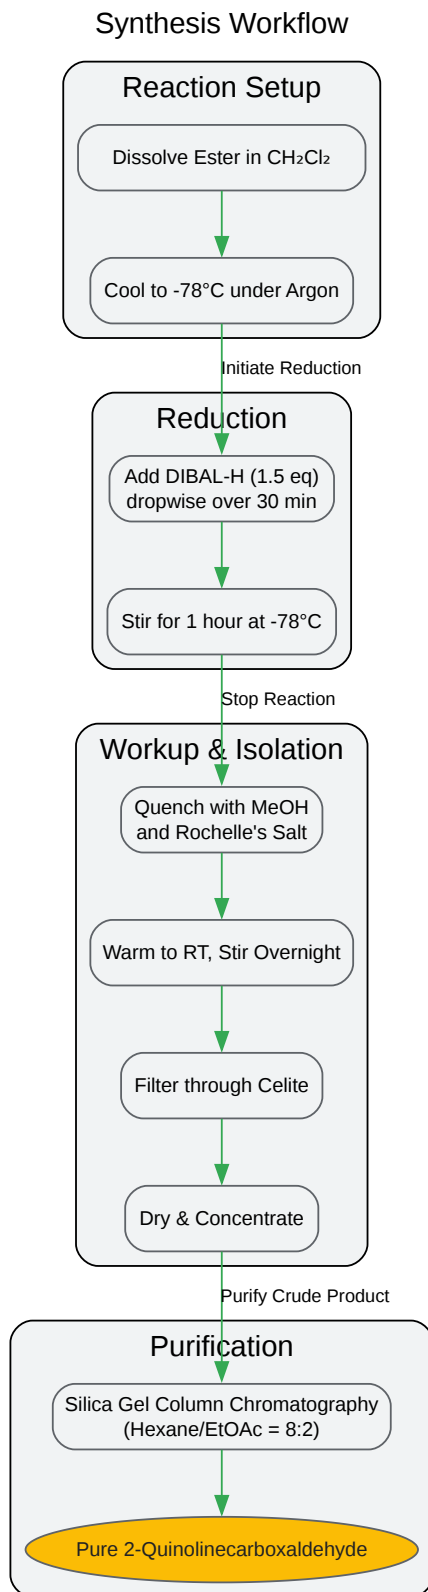 Synthesis Workflow
Reaction Setup
Dissolve Ester in CH₂Cl₂
Cool to -78°C under Argon
Initiate Reduction
Reduction
Add DIBAL-H (1.5 eq)
dropwise over 30 min
Stir for 1 hour at -78°C
Stop Reaction
Workup & Isolation
Quench with MeOH
and Rochelle's Salt
Warm to RT, Stir Overnight
Filter through Celite
Dry & Concentrate
Purify Crude Product
Purification
Silica Gel Column Chromatography
(Hexane/EtOAc = 8:2)
Pure 2-Quinolinecarboxaldehyde